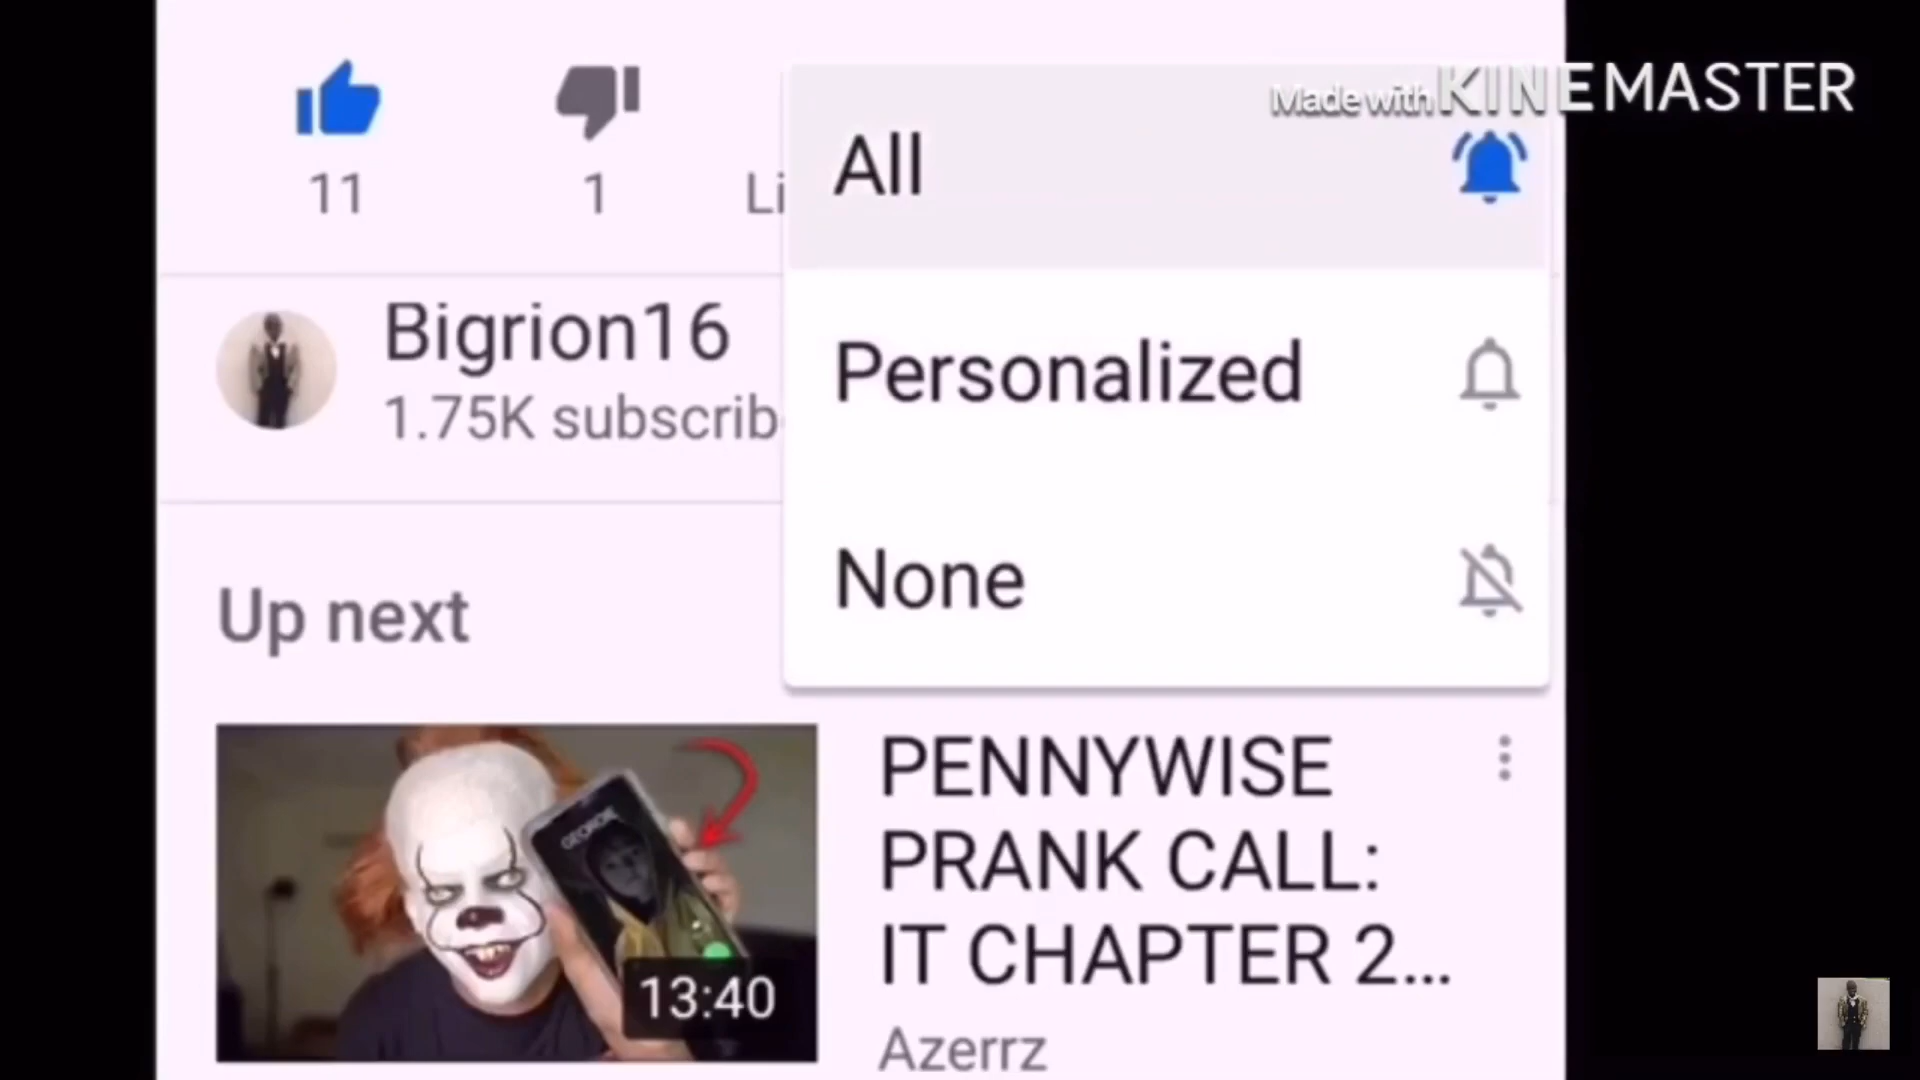 Made with KINEMASTER
All
11
1
Li
Bigrion16
1.75K subscrib
Personalized
None
Up next
GEORGIE
13:40
PENNYWISE
PRANK CALL:
IT CHAPTER 2...
Azerrz